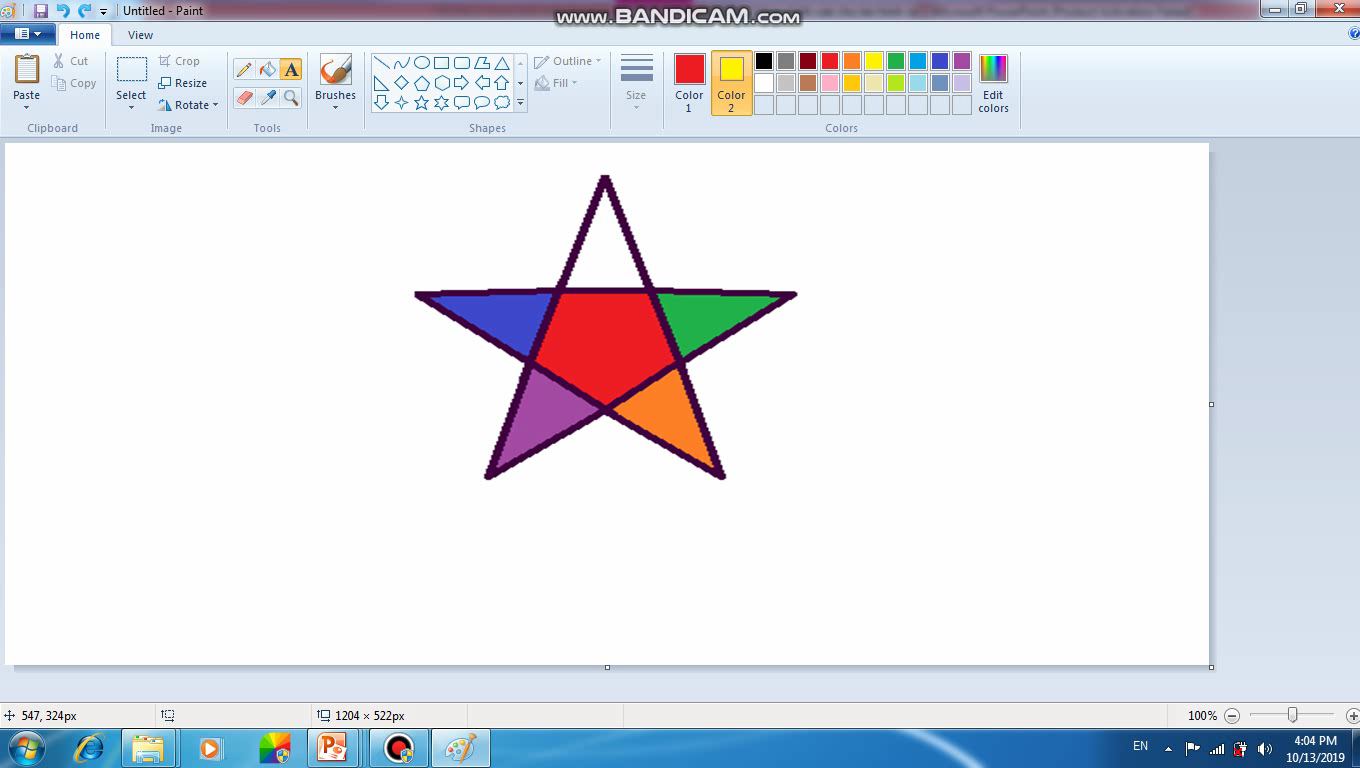 www.BANDICAM.com
Untitled - Paint
Home
View
Paste
Cut
Copy
Clipboard
Select
Crop
Resize
Rotate
Image
A
Tools
Brushes
Outline
Fill
Shapes
Size
Color 1
Color 2
Edit colors
Colors
547, 324px
1204 × 522px
100%
EN
4:04 PM
10/13/2019